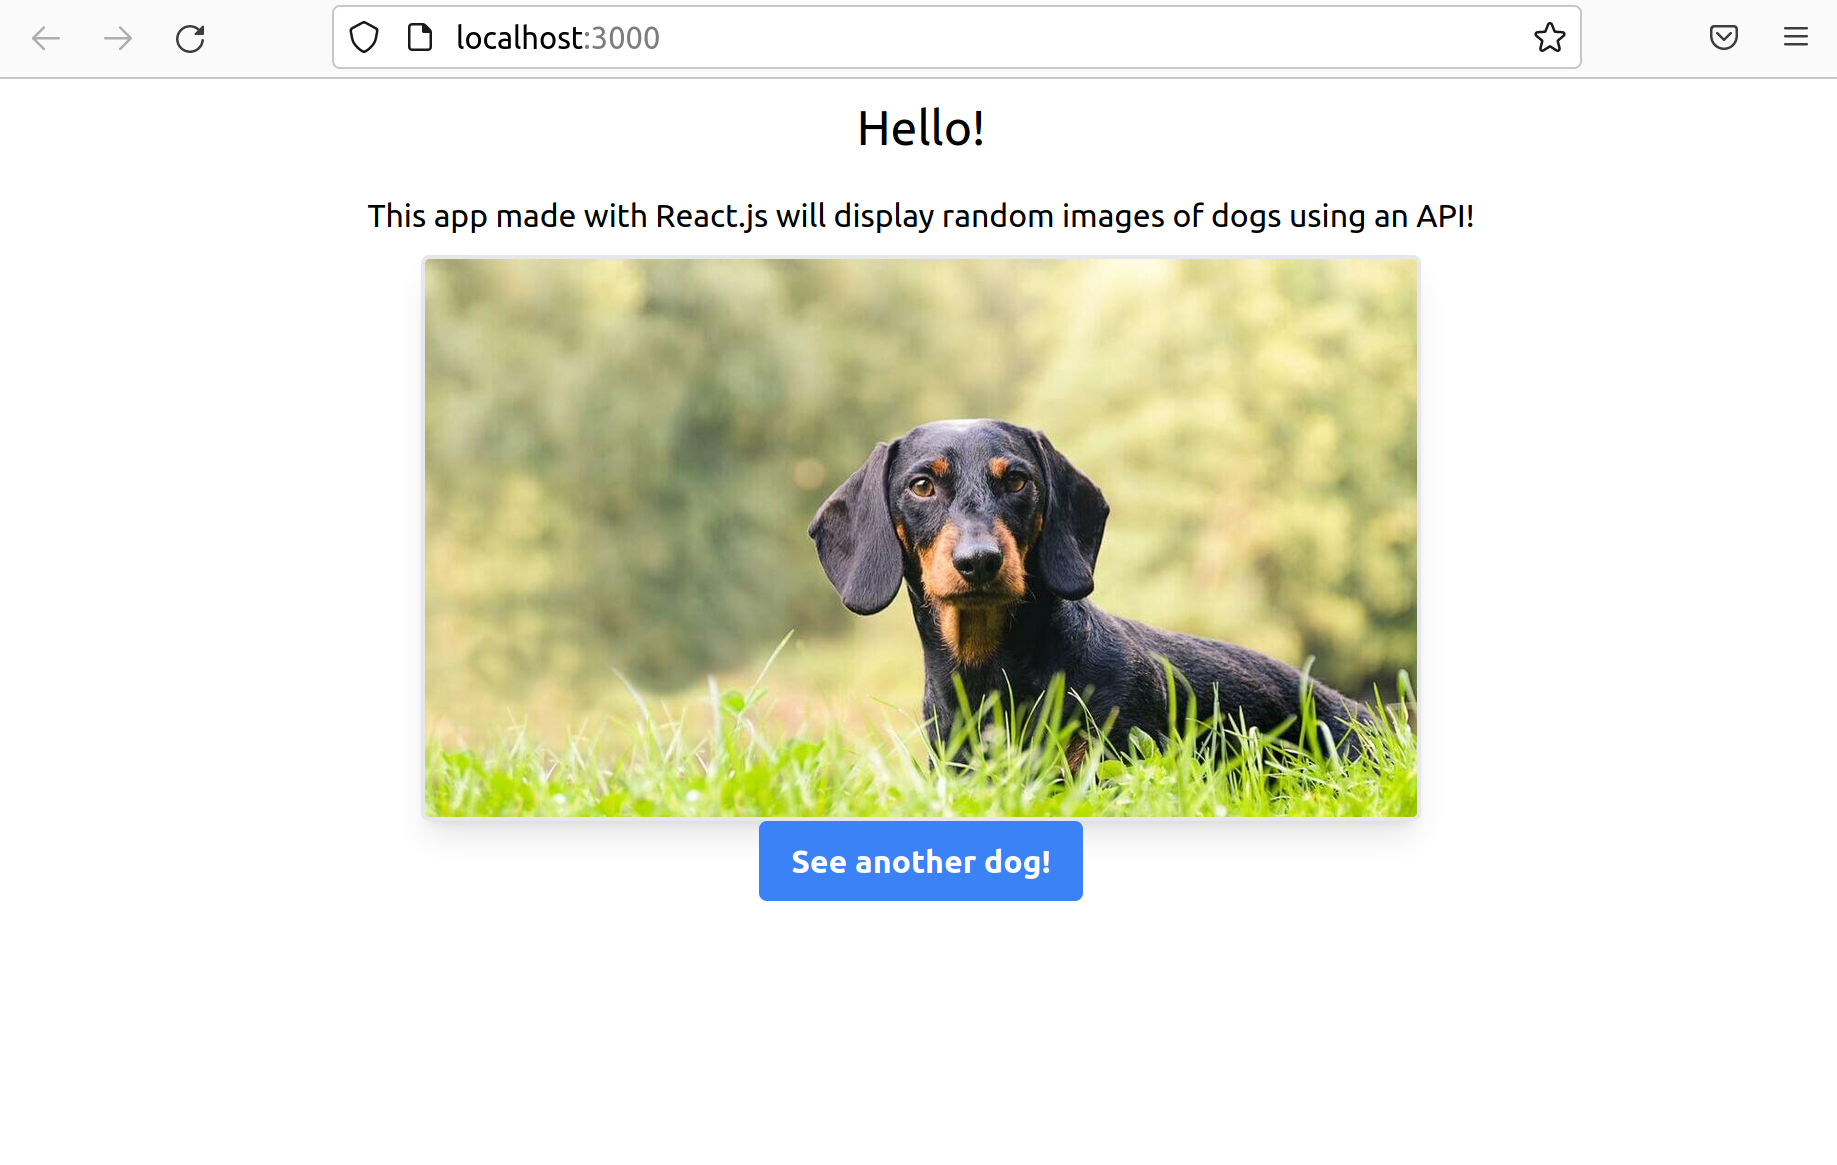 localhost:3000
Hello!
This app made with React.js will display random images of dogs using an API!
See another dog!